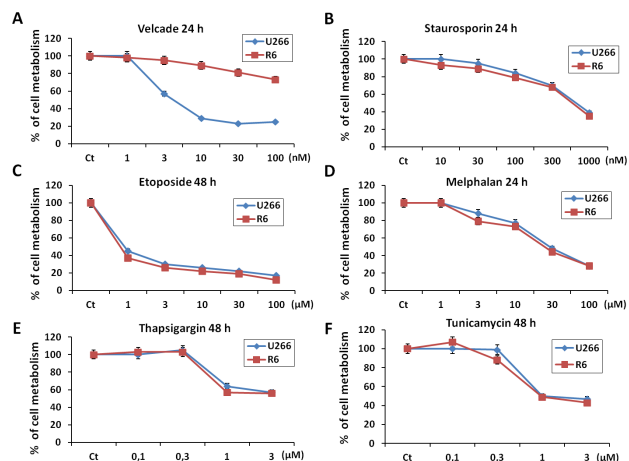 A
Velcade 24 h
% of cell metabolism
120
100
80
60
40
20
0
U266
R6
Ct 1 3 10 30 100 (nM)
B
Staurosporin 24 h
% of cell metabolism
120
100
80
60
40
20
0
U266
R6
Ct 10 30 100 300 1000 (nM)
C
Etoposide 48 h
% of cell metabolism
120
100
80
60
40
20
0
U266
R6
Ct 1 3 10 30 100 (µM)
D
Melphalan 24 h
% of cell metabolism
120
100
80
60
40
20
0
U266
R6
Ct 1 3 10 30 100 (µM)
E
Thapsigargin 48 h
% of cell metabolism
120
100
80
60
40
20
0
U266
R6
Ct 0,1 0,3 1 3 (µM)
F
Tunicamycin 48 h
% of cell metabolism
120
100
80
60
40
20
0
U266
R6
Ct 0.1 0.3 1 3 (µM)